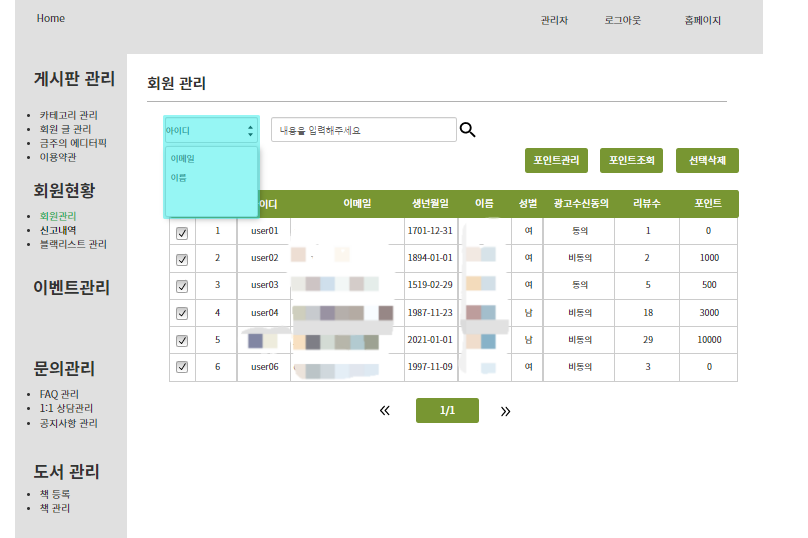 Home
관리자 로그아웃 홈페이지
게시판 관리
카테고리 관리
회원 글 관리
금주의 에디터픽
이용약관
회원현황
회원관리
신고내역
블랙리스트 관리
이벤트관리
문의관리
FAQ 관리
1:1 상담관리
공지사항 관리
도서 관리
책 등록
책 관리
회원 관리
아이디 내용을 입력해주세요
이메일
이름
포인트관리 포인트조회 선택삭제
이디 이메일 생년월일 이름 성별 광고수신동의 리뷰수 포인트
1 user01 1701-12-31 여 동의 1 0
2 user02 1894-01-01 여 비동의 2 1000
3 user03 1519-02-29 여 동의 5 500
4 user04 1987-11-23 남 비동의 18 3000
5 2021-01-01 남 비동의 29 10000
6 user06 1997-11-09 여 비동의 3 0
« 1/1 »